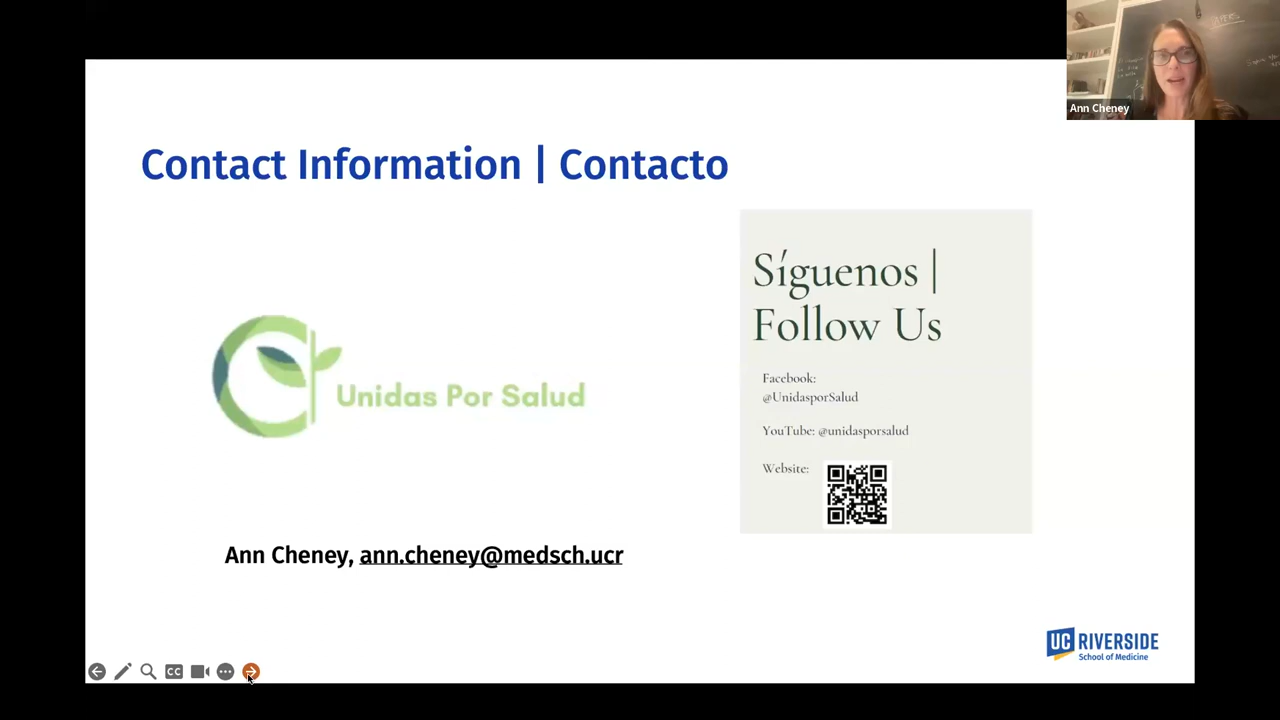 Ann Cheney
Contact Information | Contacto
Síguenos |
Follow Us
Facebook:
@UnidasporSalud
YouTube: @unidasporsalud
Website:
Unidas Por Salud
Ann Cheney, ann.cheney@medsch.ucr
UC RIVERSIDE
School of Medicine
CC